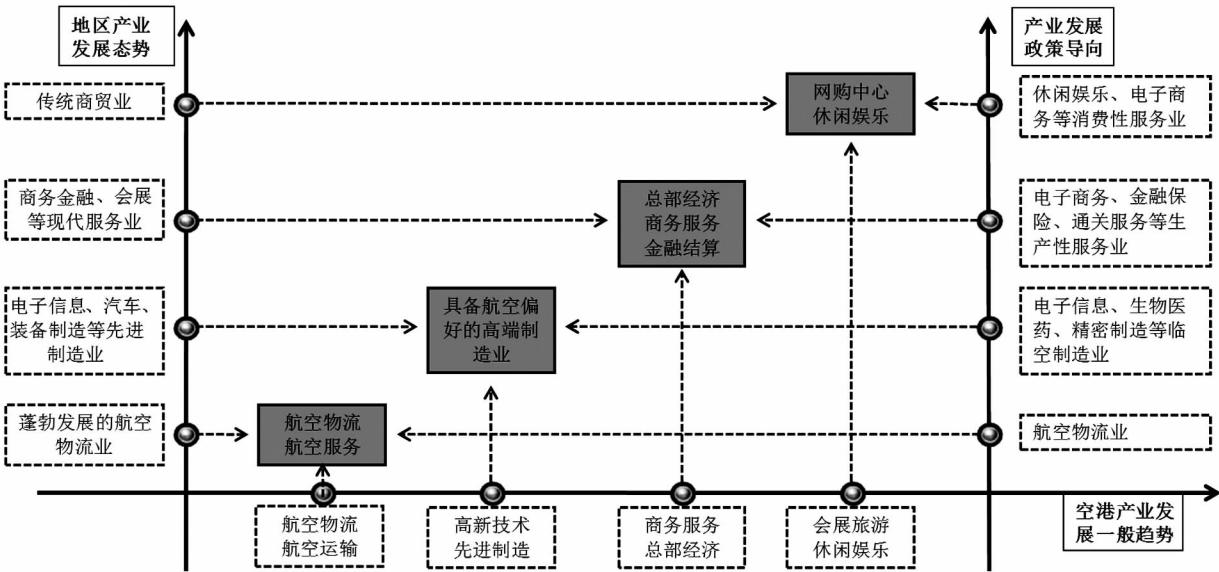 地区产业
发展态势
产业发展
政策导向
传统商贸业
网购中心
休闲娱乐
休闲娱乐、电子商
务等消费性服务业
商务金融、会展
等现代服务业
总部经济
商务服务
金融结算
电子商务、金融保
险、通关服务等生
产性服务业
电子信息、汽车、
装备制造等先进
制造业
具备航空偏
好的高端制
造业
电子信息、生物医
药、精密制造等临
空制造业
蓬勃发展的航空
物流业
航空物流
航空服务
航空物流业
航空物流
航空运输
高新技术
先进制造
商务服务
总部经济
会展旅游
休闲娱乐
空港产业发
展一般趋势